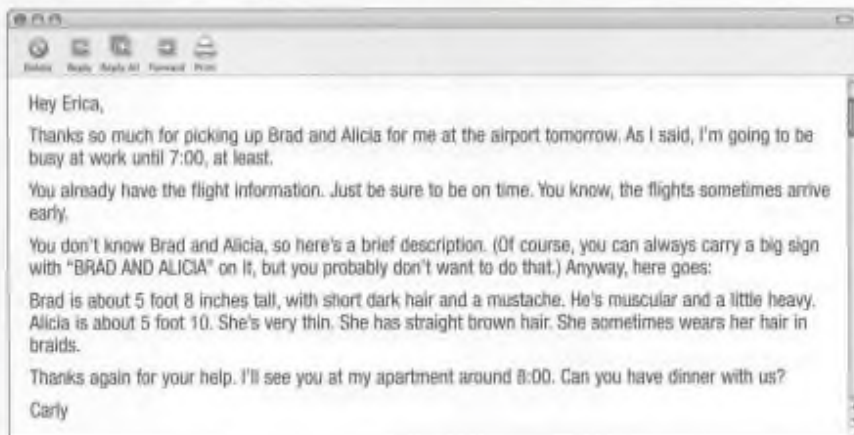 Delete Reply Reply All Forward Print
Hey Erica,
Thanks so much for picking up Brad and Alicia for me at the airport tomorrow. As I said, I'm going to be
busy at work until 7:00, at least.
You already have the flight information. Just be sure to be on time. You know, the flights sometimes arrive
early.
You don't know Brad and Alicia, so here's a brief description. (Of course, you can always carry a big sign
with “BRAD AND ALICIA” on it, but you probably don't want to do that.) Anyway, here goes:
Brad is about 5 foot 8 inches tall, with short dark hair and a mustache. He's muscular and a little heavy.
Alicia is about 5 foot 10. She's very thin. She has straight brown hair. She sometimes wears her hair in
braids.
Thanks again for your help. I'll see you at my apartment around 8:00. Can you have dinner with us?
Carly